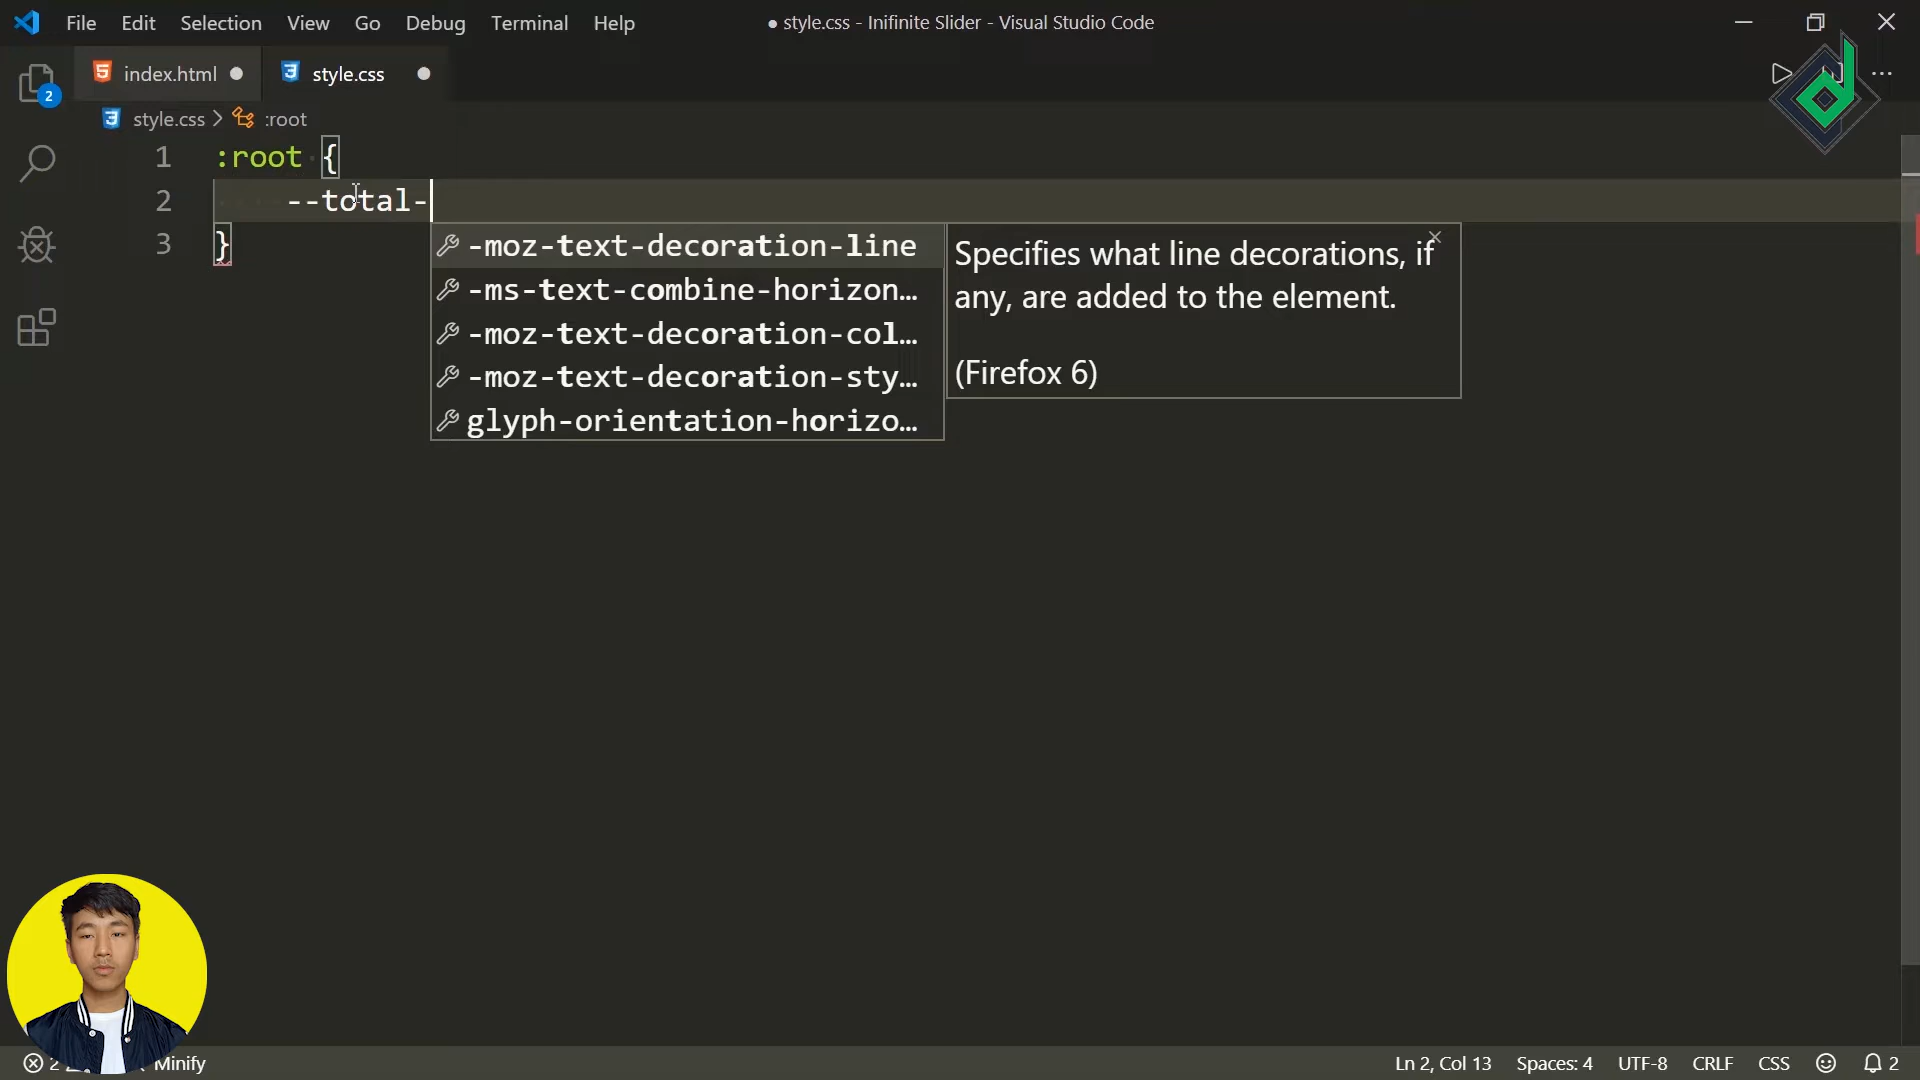 File Edit Selection View Go Debug Terminal Help
● style.css - Inifinite Slider - Visual Studio Code
index.html ●
style.css ●
2
style.css > :root
1 :root {
2 --total-
3 }
-moz-text-decoration-line
-ms-text-combine-horizon…
-moz-text-decoration-col…
-moz-text-decoration-sty…
glyph-orientation-horizo…
Specifies what line decorations, if
any, are added to the element.
(Firefox 6)
2 Minify
Ln 2, Col 13 Spaces: 4 UTF-8 CRLF CSS 2